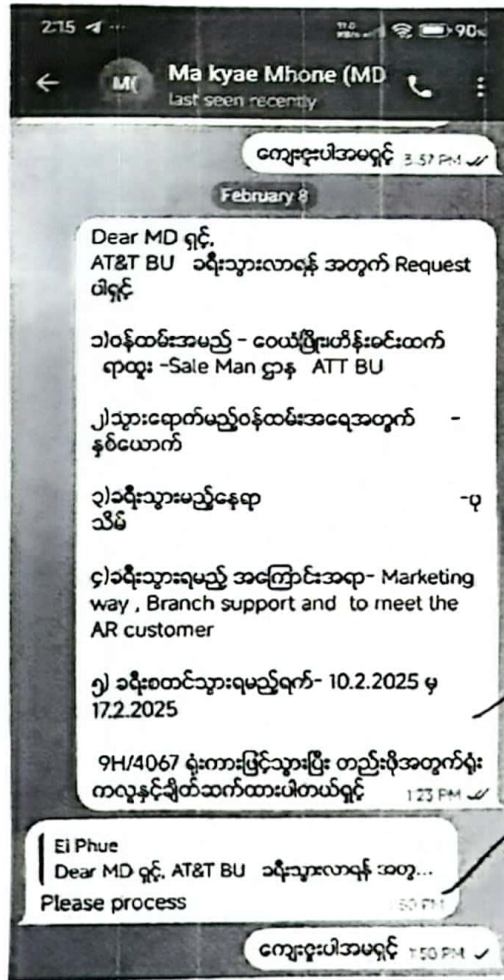 2:15
90%
M(
Ma kyae Mhone (MD
last seen recently
ကျေးဇူးပါအမရှင့် 3:57 PM
February 8
Dear MD ရှင့်,
AT&T BU ခရီးသွားလာရန် အတွက် Request
ပါရှင့်
၁)ဝန်ထမ်းအမည် - ဝေယံဖြိုး၊ဟိန်းခင်းထက်
ရာထူး -Sale Man ဌာန ATT BU
၂)သွားရောက်မည့်ဝန်ထမ်းအရေအတွက် -
နှစ်ယောက်
၃)ခရီးသွားမည့်နေရာ -ပု
သိမ်
၄)ခရီးသွားရမည့် အကြောင်းအရာ- Marketing
way , Branch support and to meet the
AR customer
၅) ခရီးစတင်သွားရမည့်ရက်- 10.2.2025 မှ
17.2.2025
9H/4067 ရုံးကားဖြင့်သွားပြီး တည်းဖိုအတွက်ရုံး
ကလူနှင့်ချိတ်ဆက်ထားပါတယ်ရှင့် 1:23 PM
Ei Phue
Dear MD ရှင့်, AT&T BU ခရီးသွားလာရန် အတွ...
Please process
ကျေးဇူးပါအမရှင့် 1:50 PM